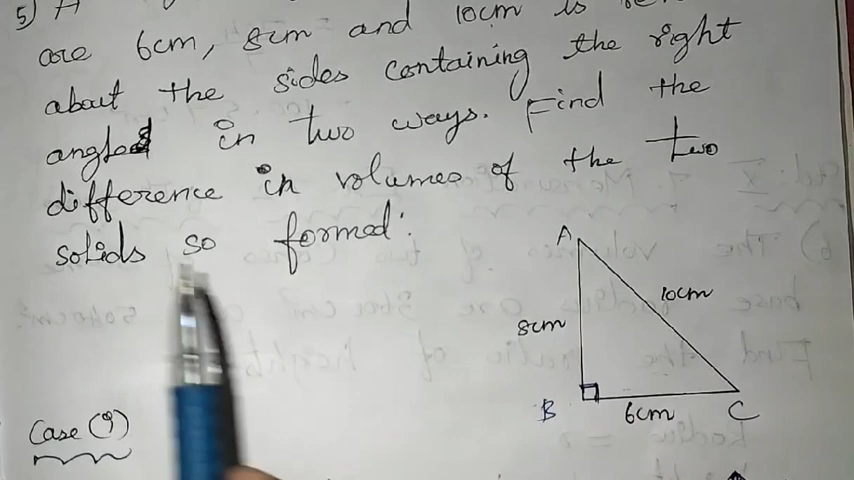 5) A
are 6cm, 8cm and 10cm is
about the sides containing the right
angled in two ways. Find the
difference in volumes of the two
solids so formed.
A
8cm
10cm
B
6cm
C
Case (i)